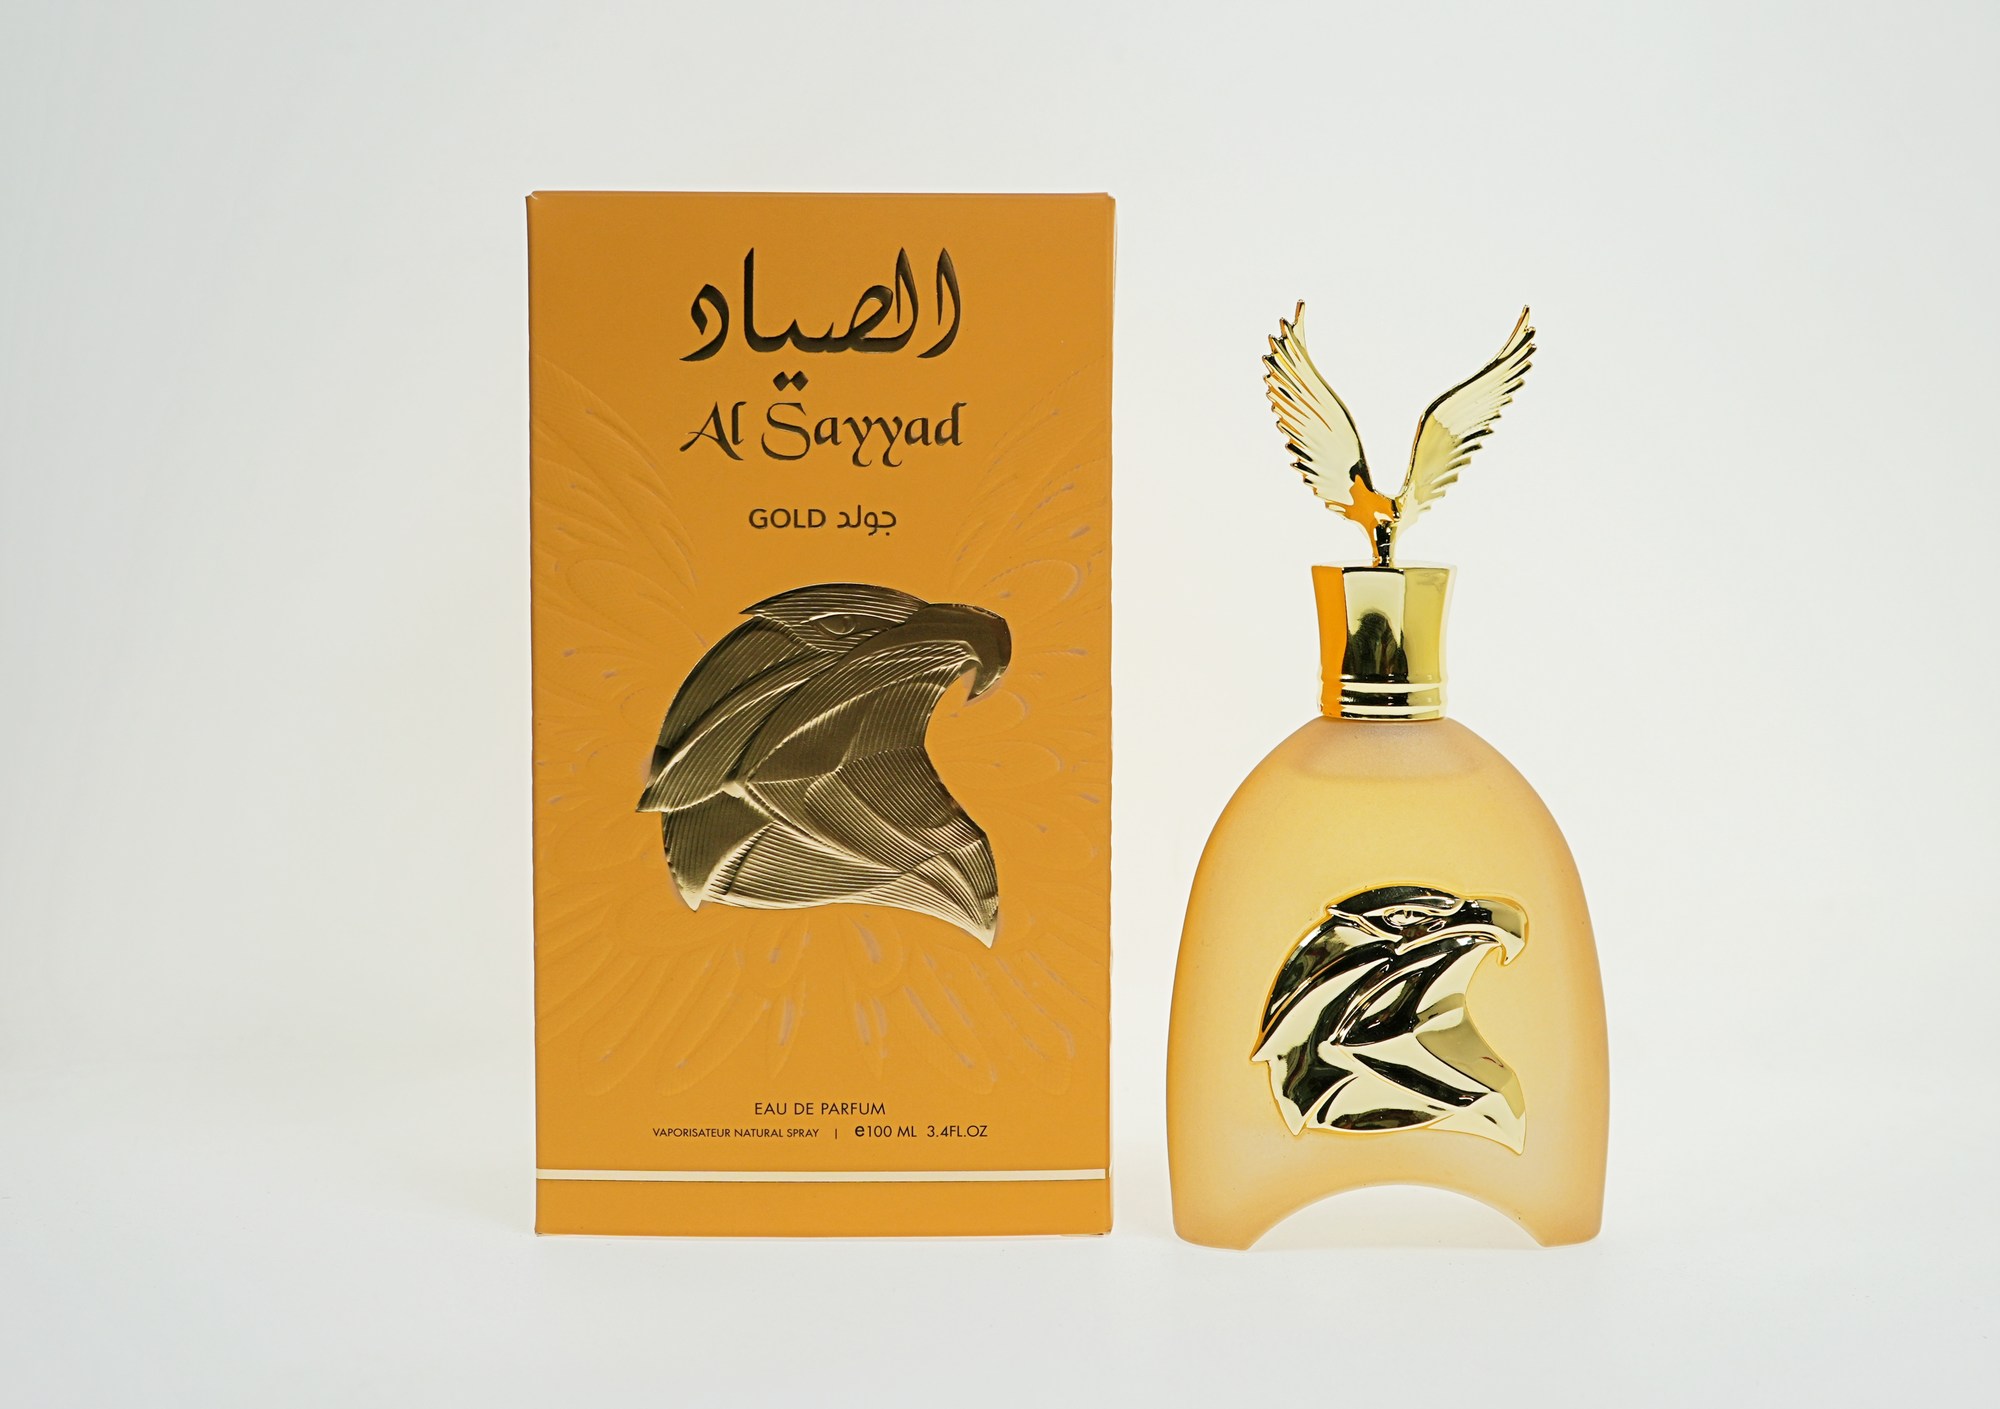 الصياد
Al Sayyad
GOLD جولد
EAU DE PARFUM
VAPORISATEUR NATURAL SPRAY | e100 ML 3.4FL.OZ